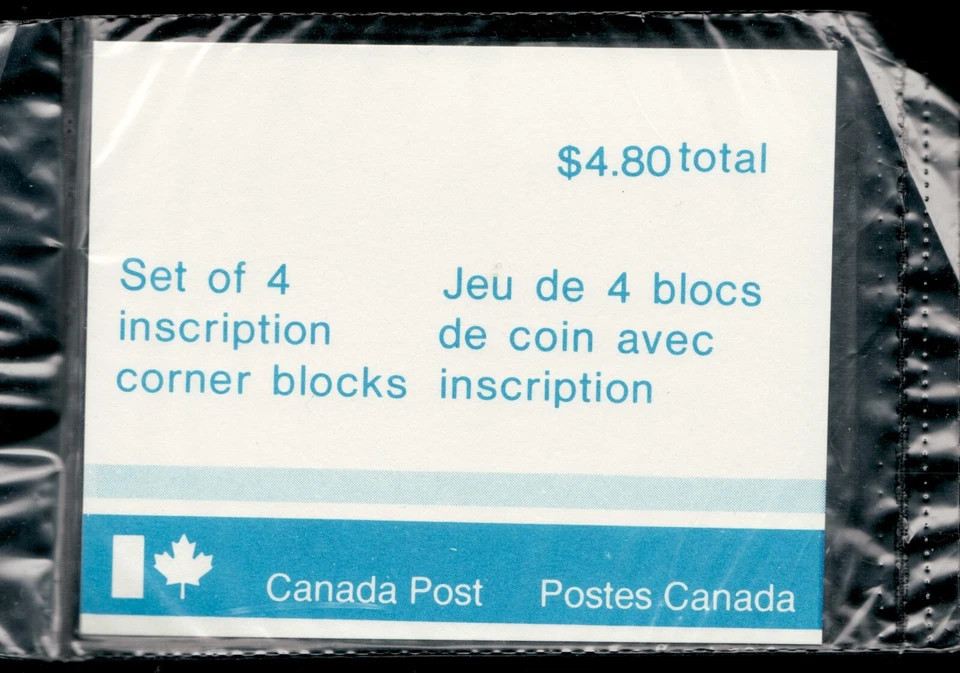 $4.80 total
Set of 4
inscription
corner blocks
Jeu de 4 blocs
de coin avec
inscription
Canada Post
Postes Canada